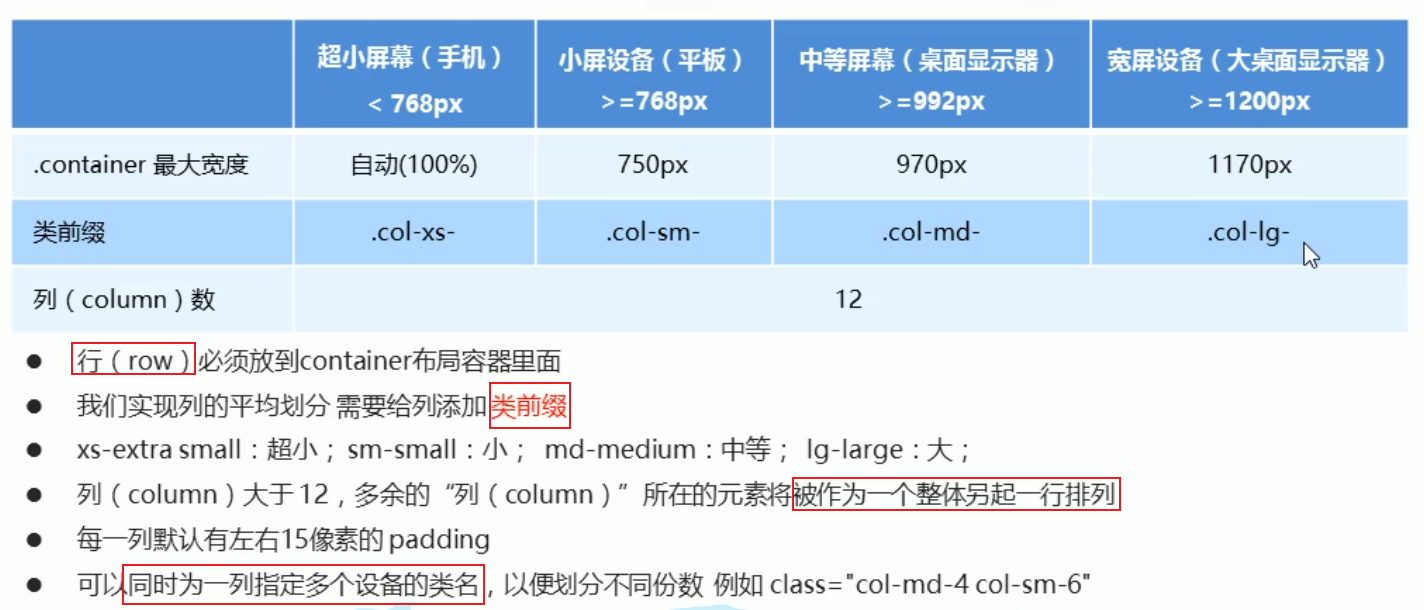 超小屏幕（手机） 小屏设备（平板） 中等屏幕（桌面显示器） 宽屏设备（大桌面显示器）
< 768px >=768px >=992px >=1200px
.container 最大宽度 自动(100%) 750px 970px 1170px
类前缀 .col-xs- .col-sm- .col-md- .col-lg-
列（column）数 12
● 行（row）必须放到container布局容器里面
● 我们实现列的平均划分 需要给列添加 类前缀
● xs-extra small：超小； sm-small：小； md-medium：中等； lg-large：大；
● 列（column）大于 12，多余的“列（column）”所在的元素将被作为一个整体另起一行排列
● 每一列默认有左右15像素的 padding
● 可以同时为一列指定多个设备的类名，以便划分不同份数 例如 class="col-md-4 col-sm-6"